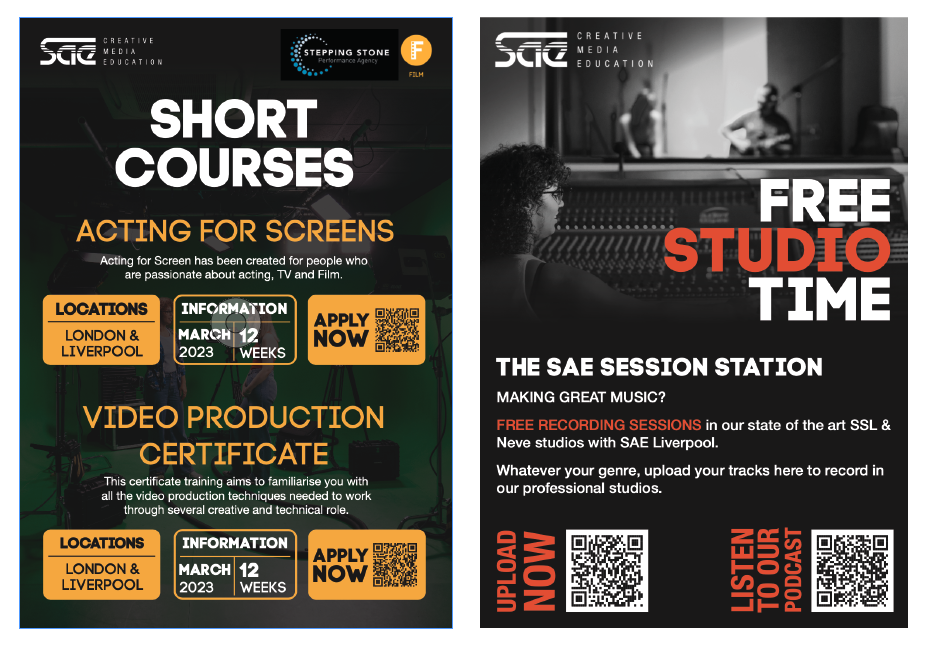 sae CREATIVE
MEDIA
EDUCATION
STEPPING STONE
Performance Agency
F
FILM
SHORT
COURSES
ACTING FOR SCREENS
Acting for Screen has been created for people who
are passionate about acting, TV and Film.
LOCATIONS
LONDON &
LIVERPOOL
INFORMATION
MARCH 12
2023 WEEKS
APPLY
NOW
VIDEO PRODUCTION
CERTIFICATE
This certificate training aims to familiarise you with
all the video production techniques needed to work
through several creative and technical role.
LOCATIONS
LONDON &
LIVERPOOL
INFORMATION
MARCH 12
2023 WEEKS
APPLY
NOW
sae CREATIVE
MEDIA
EDUCATION
FREE
STUDIO
TIME
THE SAE SESSION STATION
MAKING GREAT MUSIC?
FREE RECORDING SESSIONS in our state of the art SSL &
Neve studios with SAE Liverpool.
Whatever your genre, upload your tracks here to record in
our professional studios.
UPLOAD
NOW
LISTEN
TO OUR
PODCAST